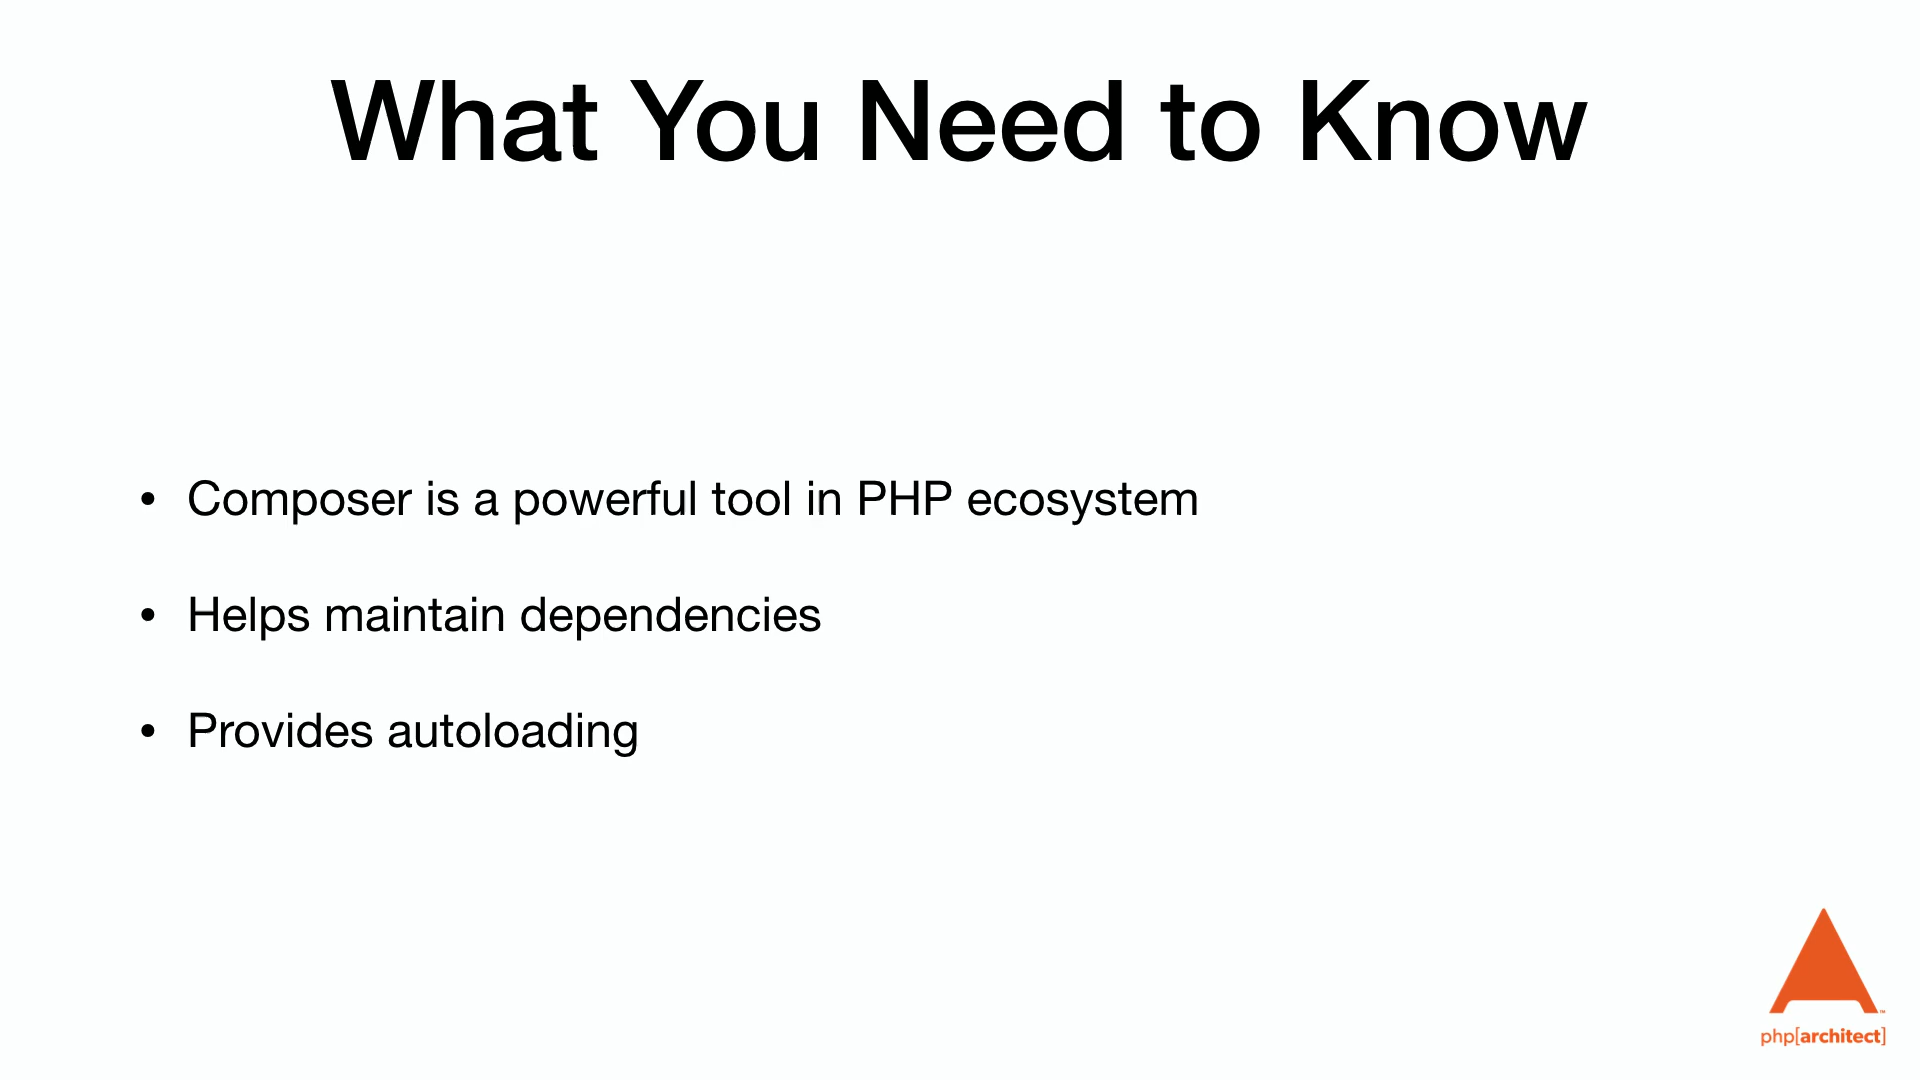 What You Need to Know
• Composer is a powerful tool in PHP ecosystem
• Helps maintain dependencies
• Provides autoloading
php[architect]